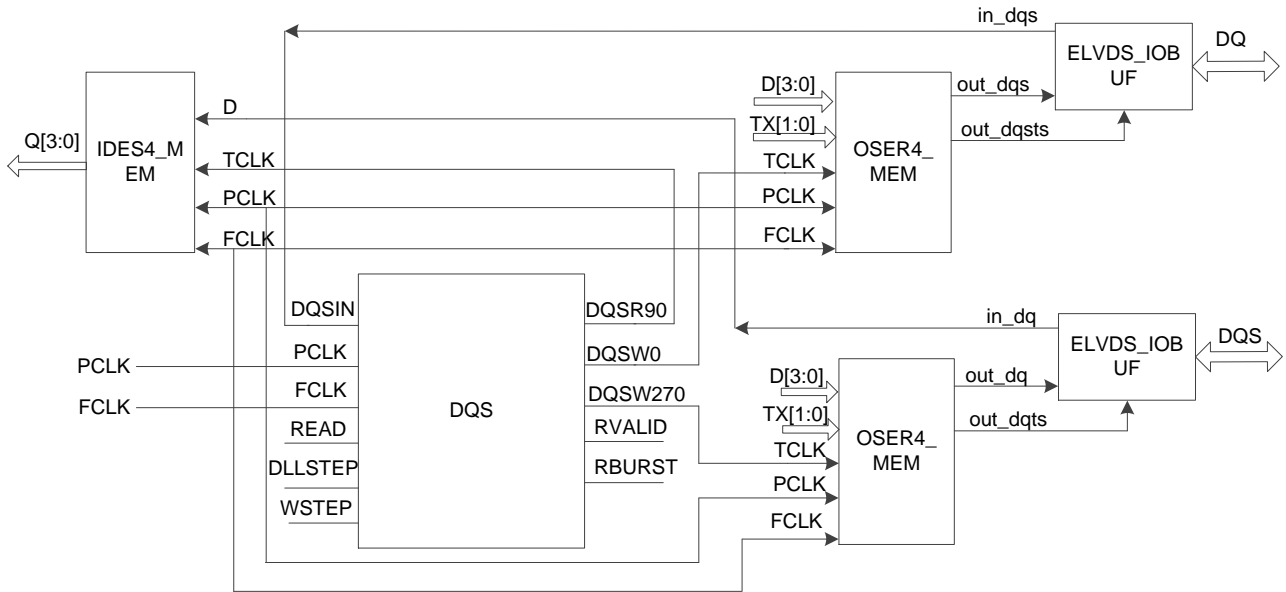 in_dqs
DQ
ELVDS_IOB
UF
D[3:0]
out_dqs
D
TX[1:0]
out_dqsts
Q[3:0]
IDES4_M
EM
TCLK
TCLK
OSER4_
MEM
PCLK
PCLK
FCLK
FCLK
DQSIN
DQSR90
in_dq
DQS
ELVDS_IOB
UF
PCLK
PCLK
DQSW0
D[3:0]
out_dq
FCLK
FCLK
DQS
DQSW270
TX[1:0]
out_dqts
READ
RVALID
TCLK
OSER4_
MEM
DLLSTEP
RBURST
PCLK
WSTEP
FCLK